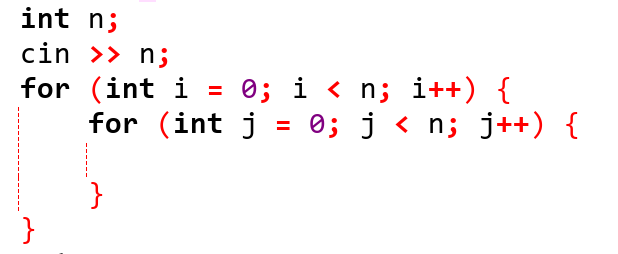 int n;
cin >> n;
for (int i = 0; i < n; i++) {
    for (int j = 0; j < n; j++) {

    }
}